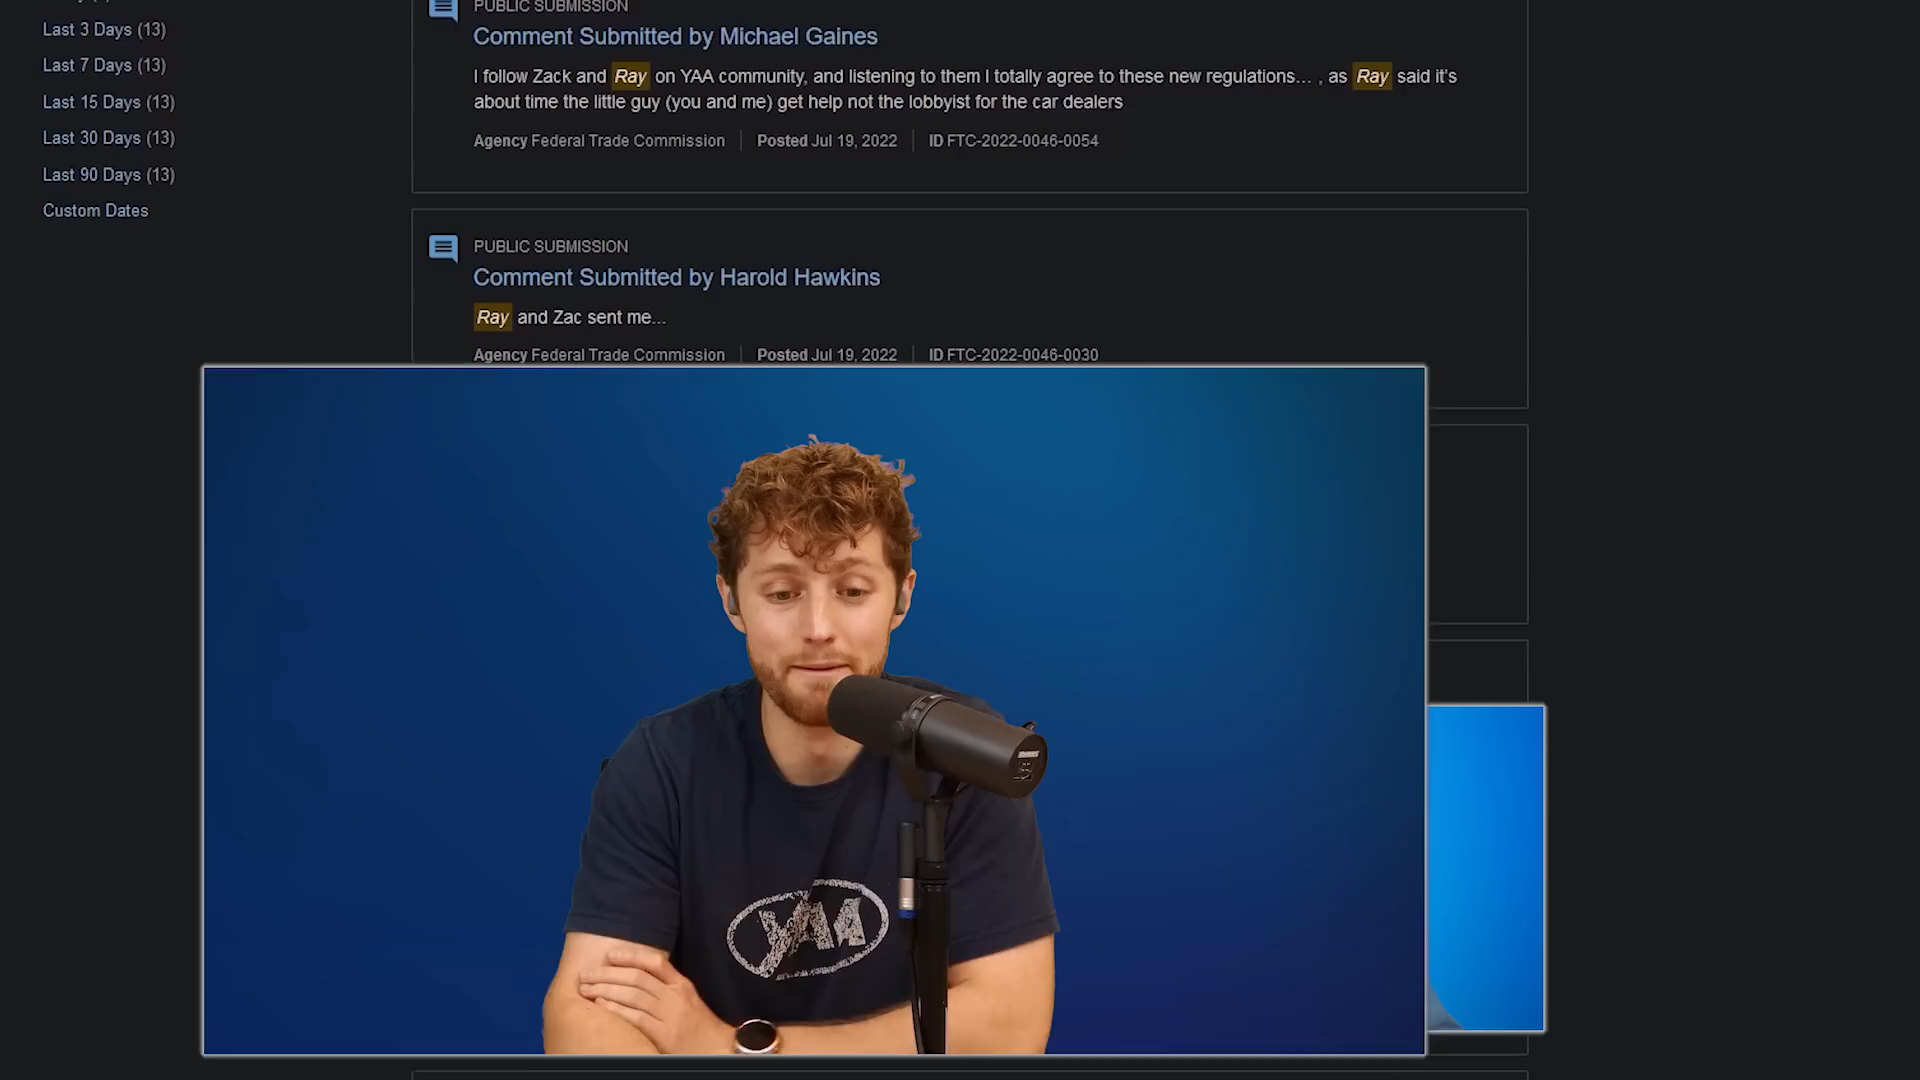 PUBLIC SUBMISSION
Comment Submitted by Michael Gaines
I follow Zack and Ray on YAA community, and listening to them I totally agree to these new regulations… , as Ray said it's
about time the little guy (you and me) get help not the lobbyist for the car dealers
Agency Federal Trade Commission Posted Jul 19, 2022 ID FTC-2022-0046-0054
Last 3 Days (13)
Last 7 Days (13)
Last 15 Days (13)
Last 30 Days (13)
Last 90 Days (13)
Custom Dates
PUBLIC SUBMISSION
Comment Submitted by Harold Hawkins
Ray and Zac sent me...
Agency Federal Trade Commission Posted Jul 19, 2022 ID FTC-2022-0046-0030
YAA